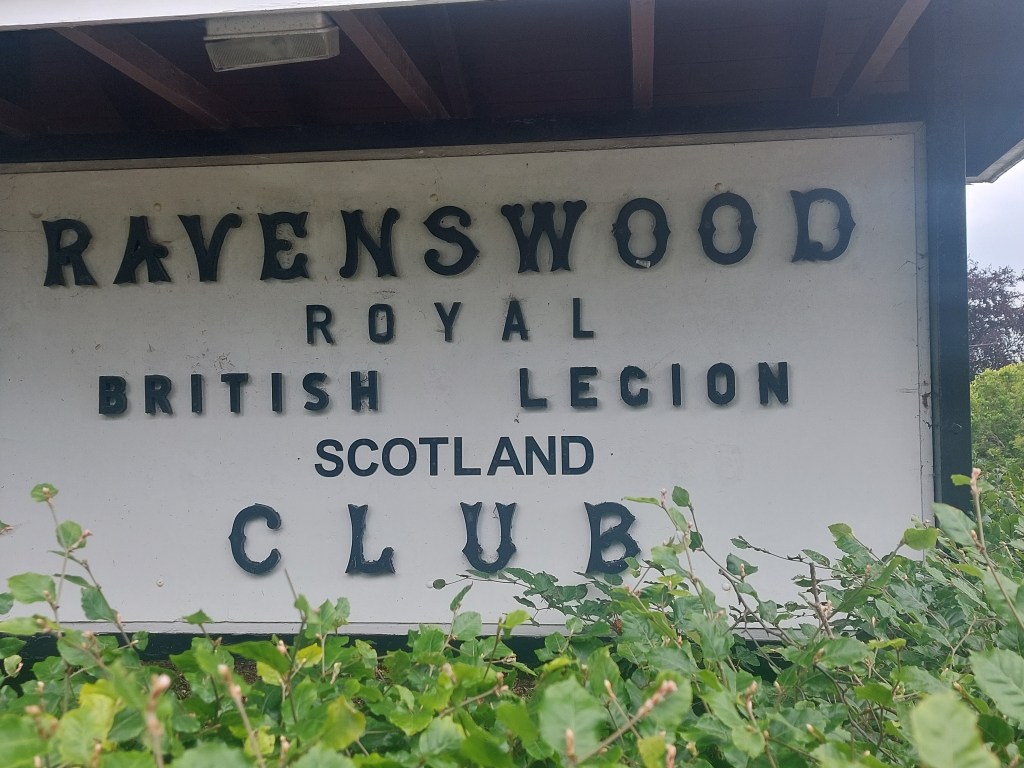 RAVENSWOOD
ROYAL
BRITISH LEGION
SCOTLAND
CLUB